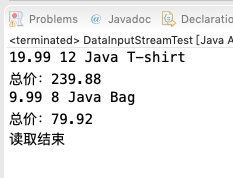 Problems @ Javadoc Declaration
<terminated> DataInputStreamTest [Java A
19.99 12 Java T-shirt
总价：239.88
9.99 8 Java Bag
总价：79.92
读取结束